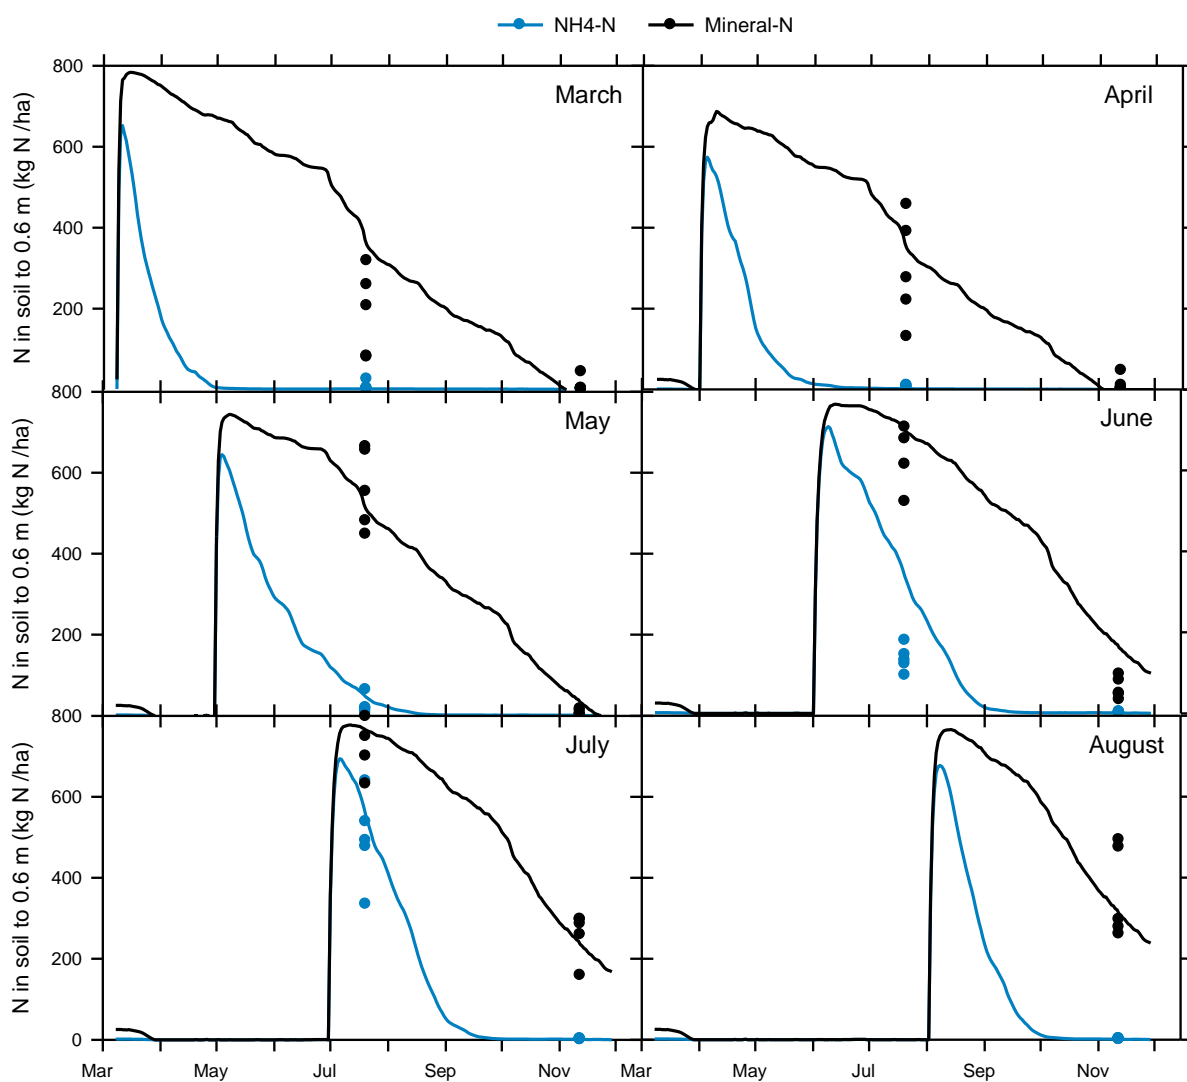 NH4-N Mineral-N
800
600
400
200
N in soil to 0.6 m (kg N /ha)
March
April
800
600
400
200
N in soil to 0.6 m (kg N /ha)
May
June
800
600
400
200
0
N in soil to 0.6 m (kg N /ha)
July
August
Mar May Jul Sep Nov Mar May Jul Sep Nov